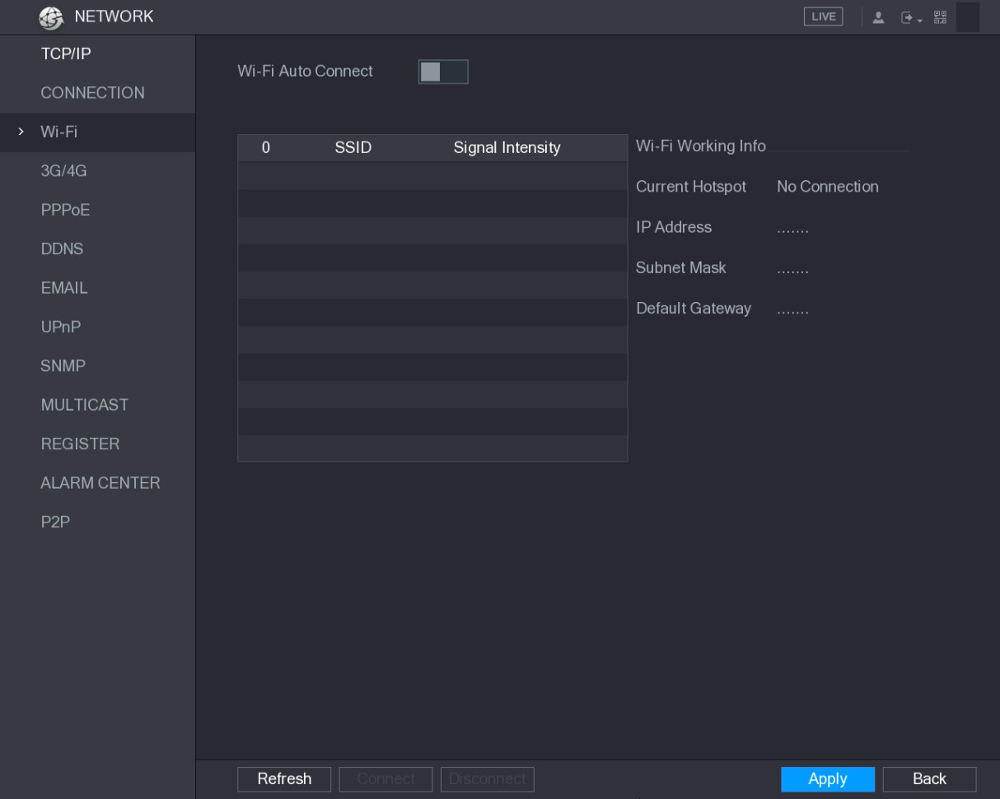 NETWORK
LIVE
TCP/IP
CONNECTION
Wi-Fi
3G/4G
PPPoE
DDNS
EMAIL
UPnP
SNMP
MULTICAST
REGISTER
ALARM CENTER
P2P
Wi-Fi Auto Connect
0 SSID Signal Intensity
Wi-Fi Working Info
Current Hotspot No Connection
IP Address .......
Subnet Mask .......
Default Gateway .......
Refresh Connect Disconnect Apply Back